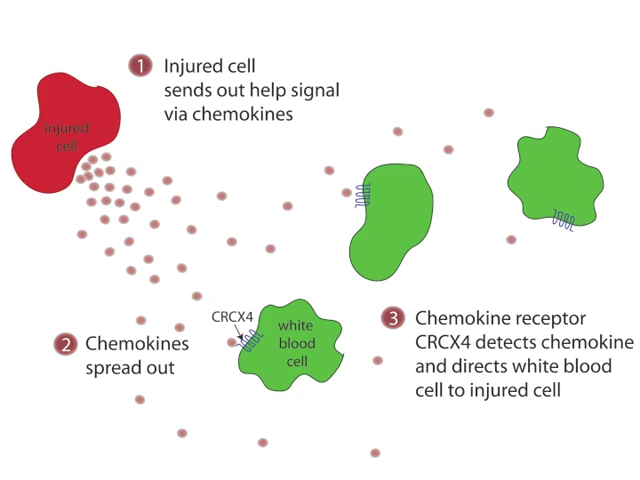 1 Injured cell
sends out help signal
via chemokines
Injured
cell
CRCX4
white
blood
cell
2 Chemokines
spread out
3 Chemokine receptor
CRCX4 detects chemokine
and directs white blood
cell to injured cell